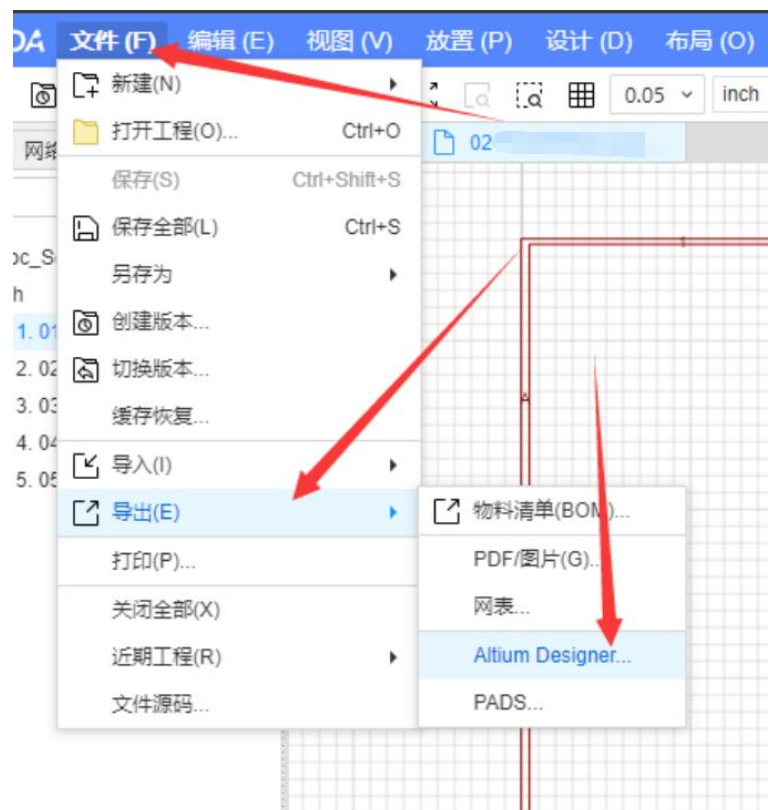 DA 文件 (F) 编辑 (E) 视图 (V) 放置 (P) 设计 (D) 布局 (O)
新建(N)
0.05 inch
打开工程(O)... Ctrl+O
02
保存(S) Ctrl+Shift+S
保存全部(L) Ctrl+S
另存为
创建版本...
1. 01
切换版本...
2. 02
缓存恢复...
3. 03
4. 04
导入(I)
5. 05
导出(E)
物料清单(BOM)...
打印(P)...
PDF/图片(G)...
关闭全部(X)
网表...
近期工程(R)
Altium Designer...
文件源码...
PADS...